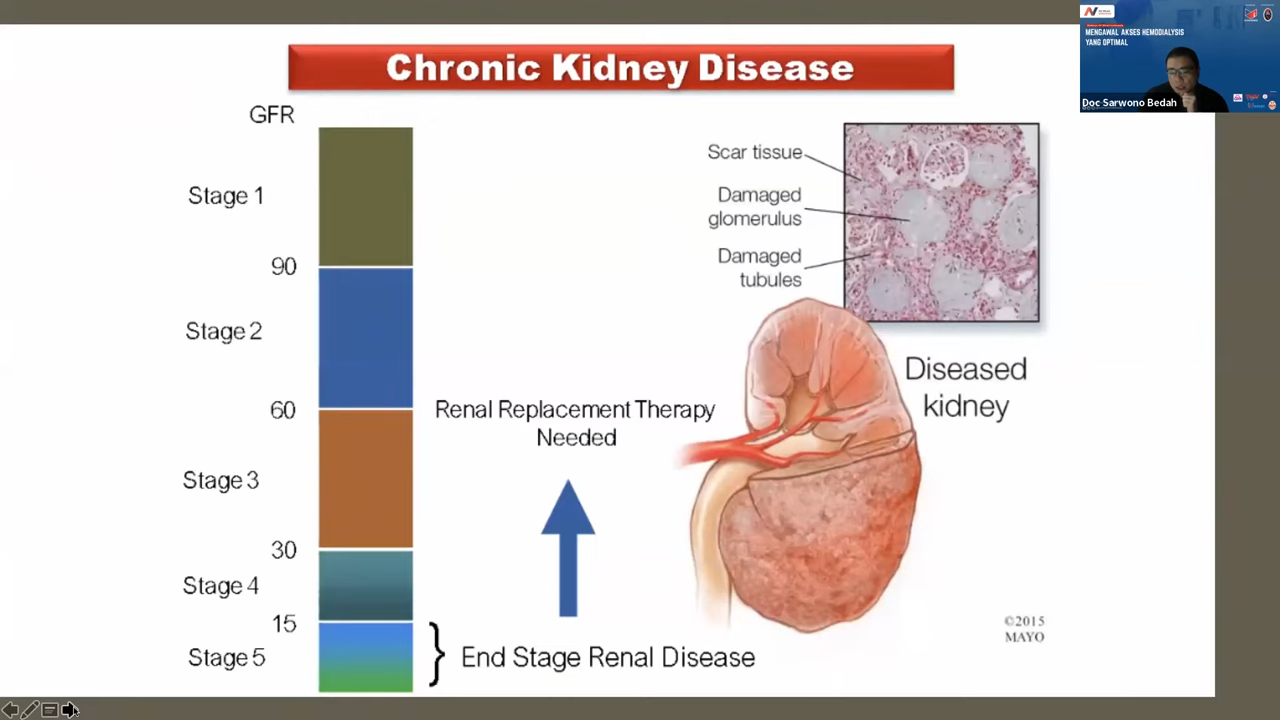 Chronic Kidney Disease
GFR
Stage 1
90
Stage 2
60
Stage 3
30
Stage 4
15
Stage 5
Renal Replacement Therapy
Needed
End Stage Renal Disease
Scar tissue
Damaged
glomerulus
Damaged
tubules
Diseased
kidney
©2015
MAYO
MENGAWAL AKSES HEMODIALYSIS
YANG OPTIMAL
Doc Sarwono Bedah